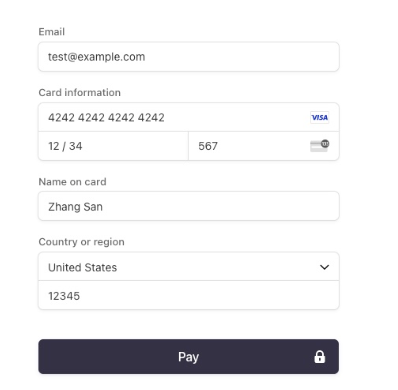 Email
test@example.com
Card information
4242 4242 4242 4242 VISA
12 / 34 567
Name on card
Zhang San
Country or region
United States
12345
Pay